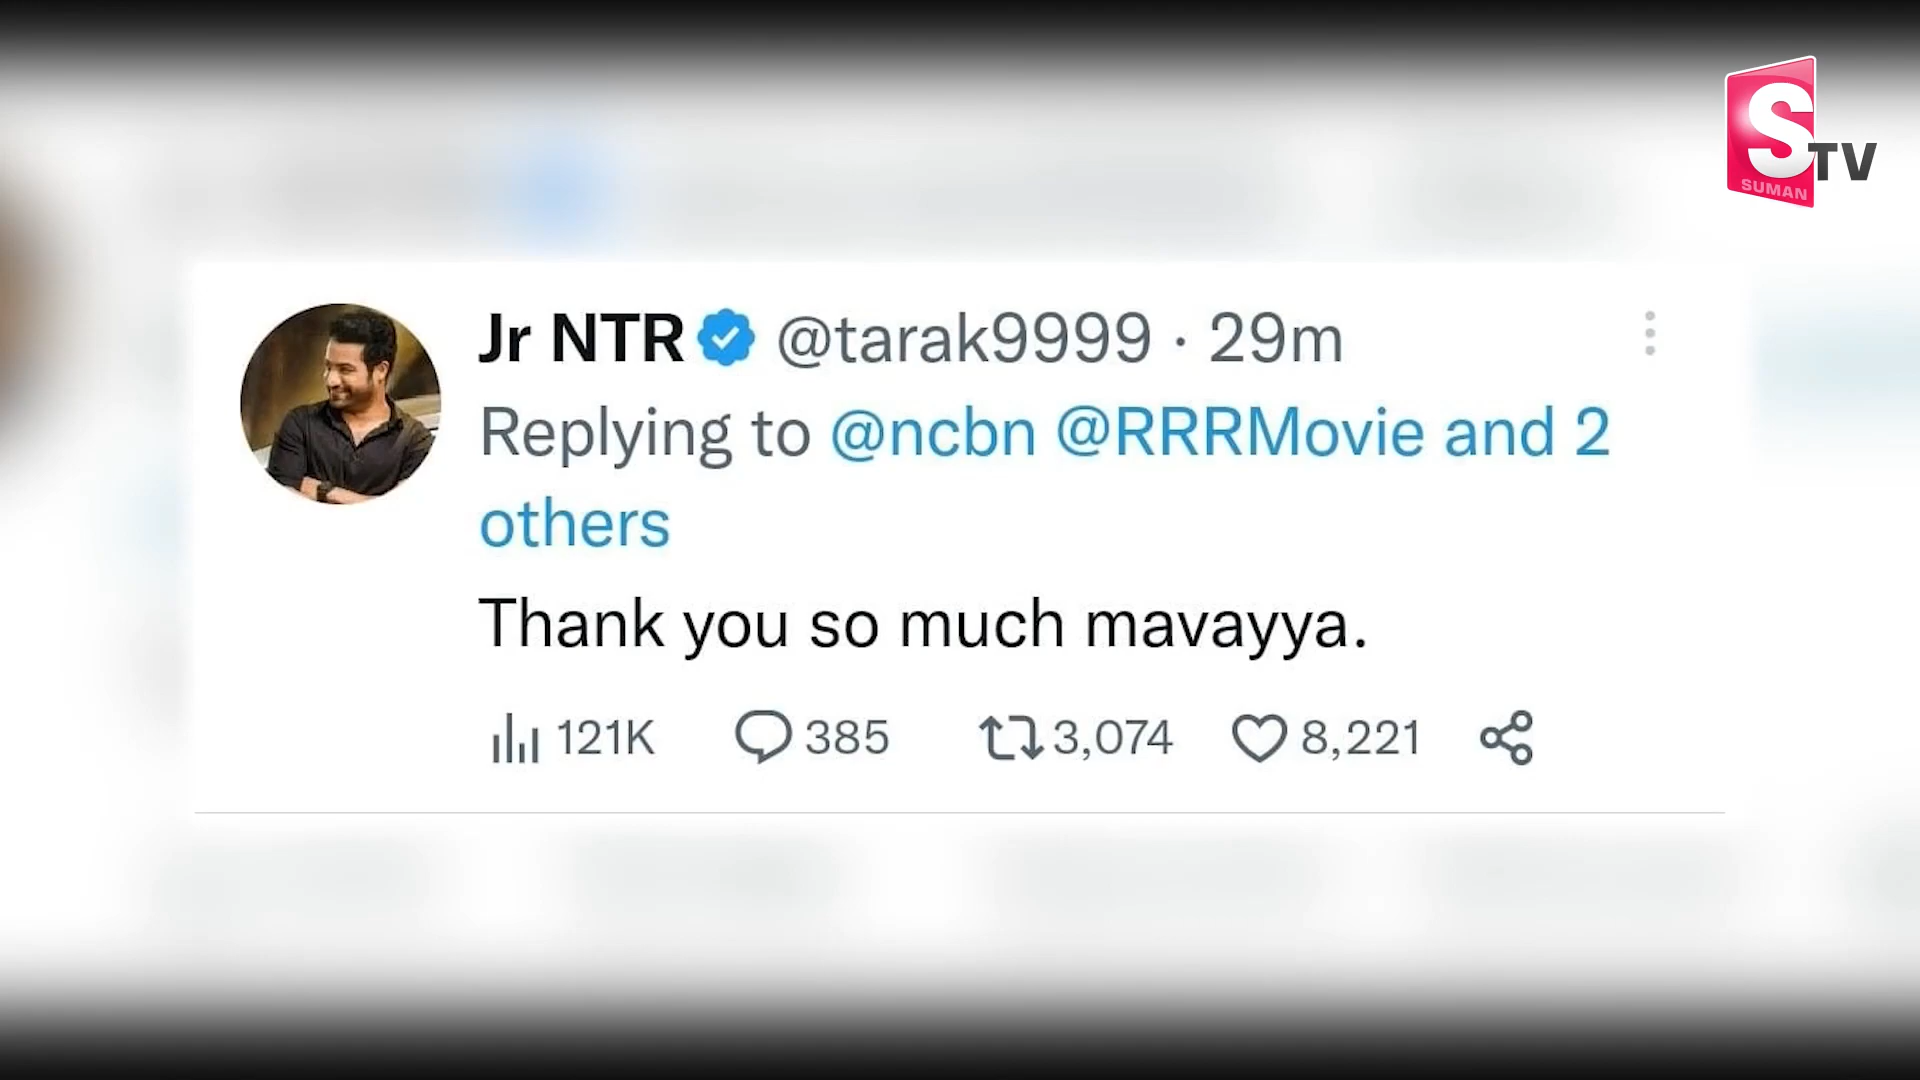 S TV
SUMAN
Jr NTR @tarak9999 · 29m
Replying to @ncbn @RRRMovie and 2
others
Thank you so much mavayya.
121K 385 3,074 8,221